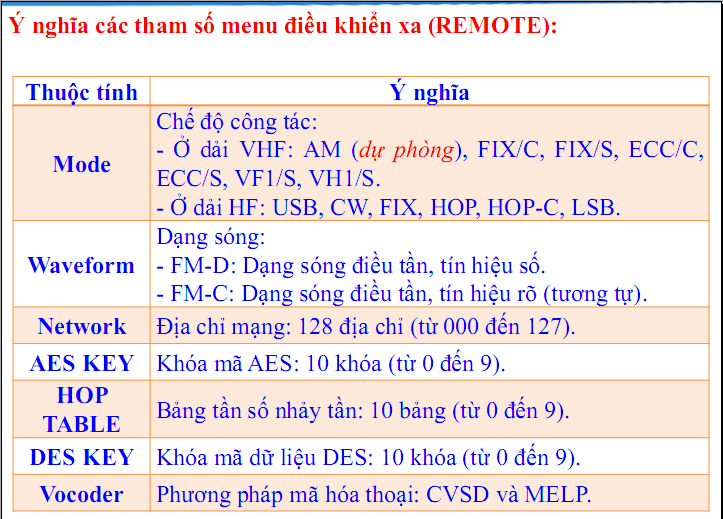 Ý nghĩa các tham số menu điều khiển xa (REMOTE):
Thuộc tính
Ý nghĩa
Mode
Chế độ công tác:
- Ở dải VHF: AM (dự phòng), FIX/C, FIX/S, ECC/C,
ECC/S, VF1/S, VH1/S.
- Ở dải HF: USB, CW, FIX, HOP, HOP-C, LSB.
Waveform
Dạng sóng:
- FM-D: Dạng sóng điều tần, tín hiệu số.
- FM-C: Dạng sóng điều tần, tín hiệu rõ (tương tự).
Network
Địa chỉ mạng: 128 địa chỉ (từ 000 đến 127).
AES KEY
Khóa mã AES: 10 khóa (từ 0 đến 9).
HOP
TABLE
Bảng tần số nhảy tần: 10 bảng (từ 0 đến 9).
DES KEY
Khóa mã dữ liệu DES: 10 khóa (từ 0 đến 9).
Vocoder
Phương pháp mã hóa thoại: CVSD và MELP.